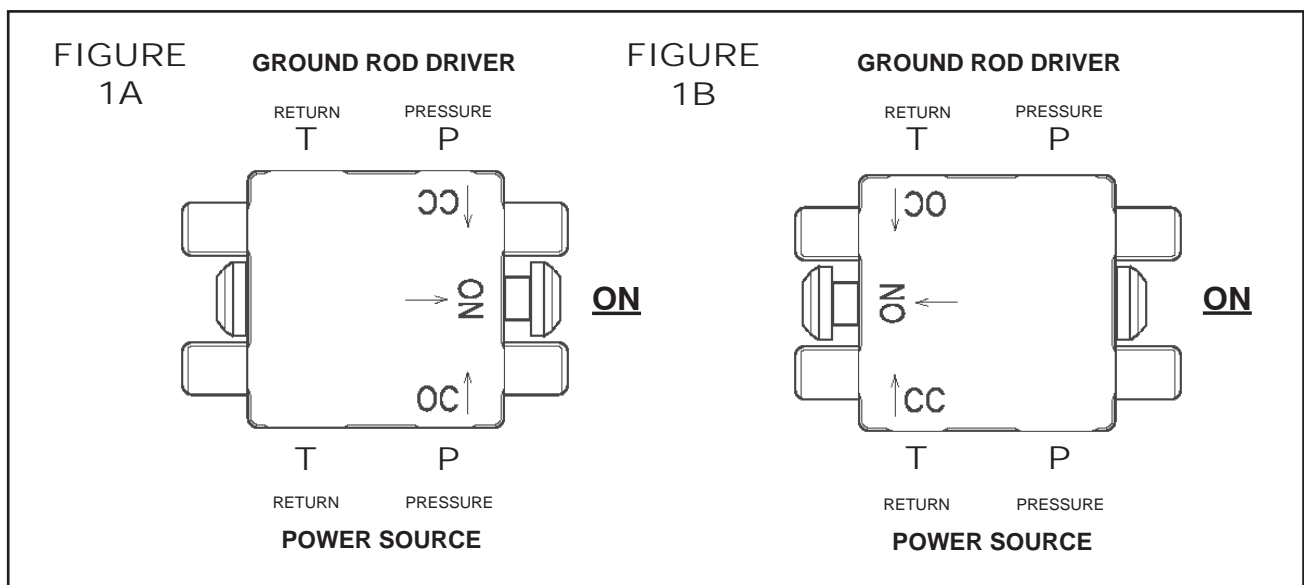 FIGURE
1A
GROUND ROD DRIVER
RETURN PRESSURE
T P
CC
ON
OC
ON
T P
RETURN PRESSURE
POWER SOURCE
FIGURE
1B
GROUND ROD DRIVER
RETURN PRESSURE
T P
OC
ON
CC
ON
T P
RETURN PRESSURE
POWER SOURCE